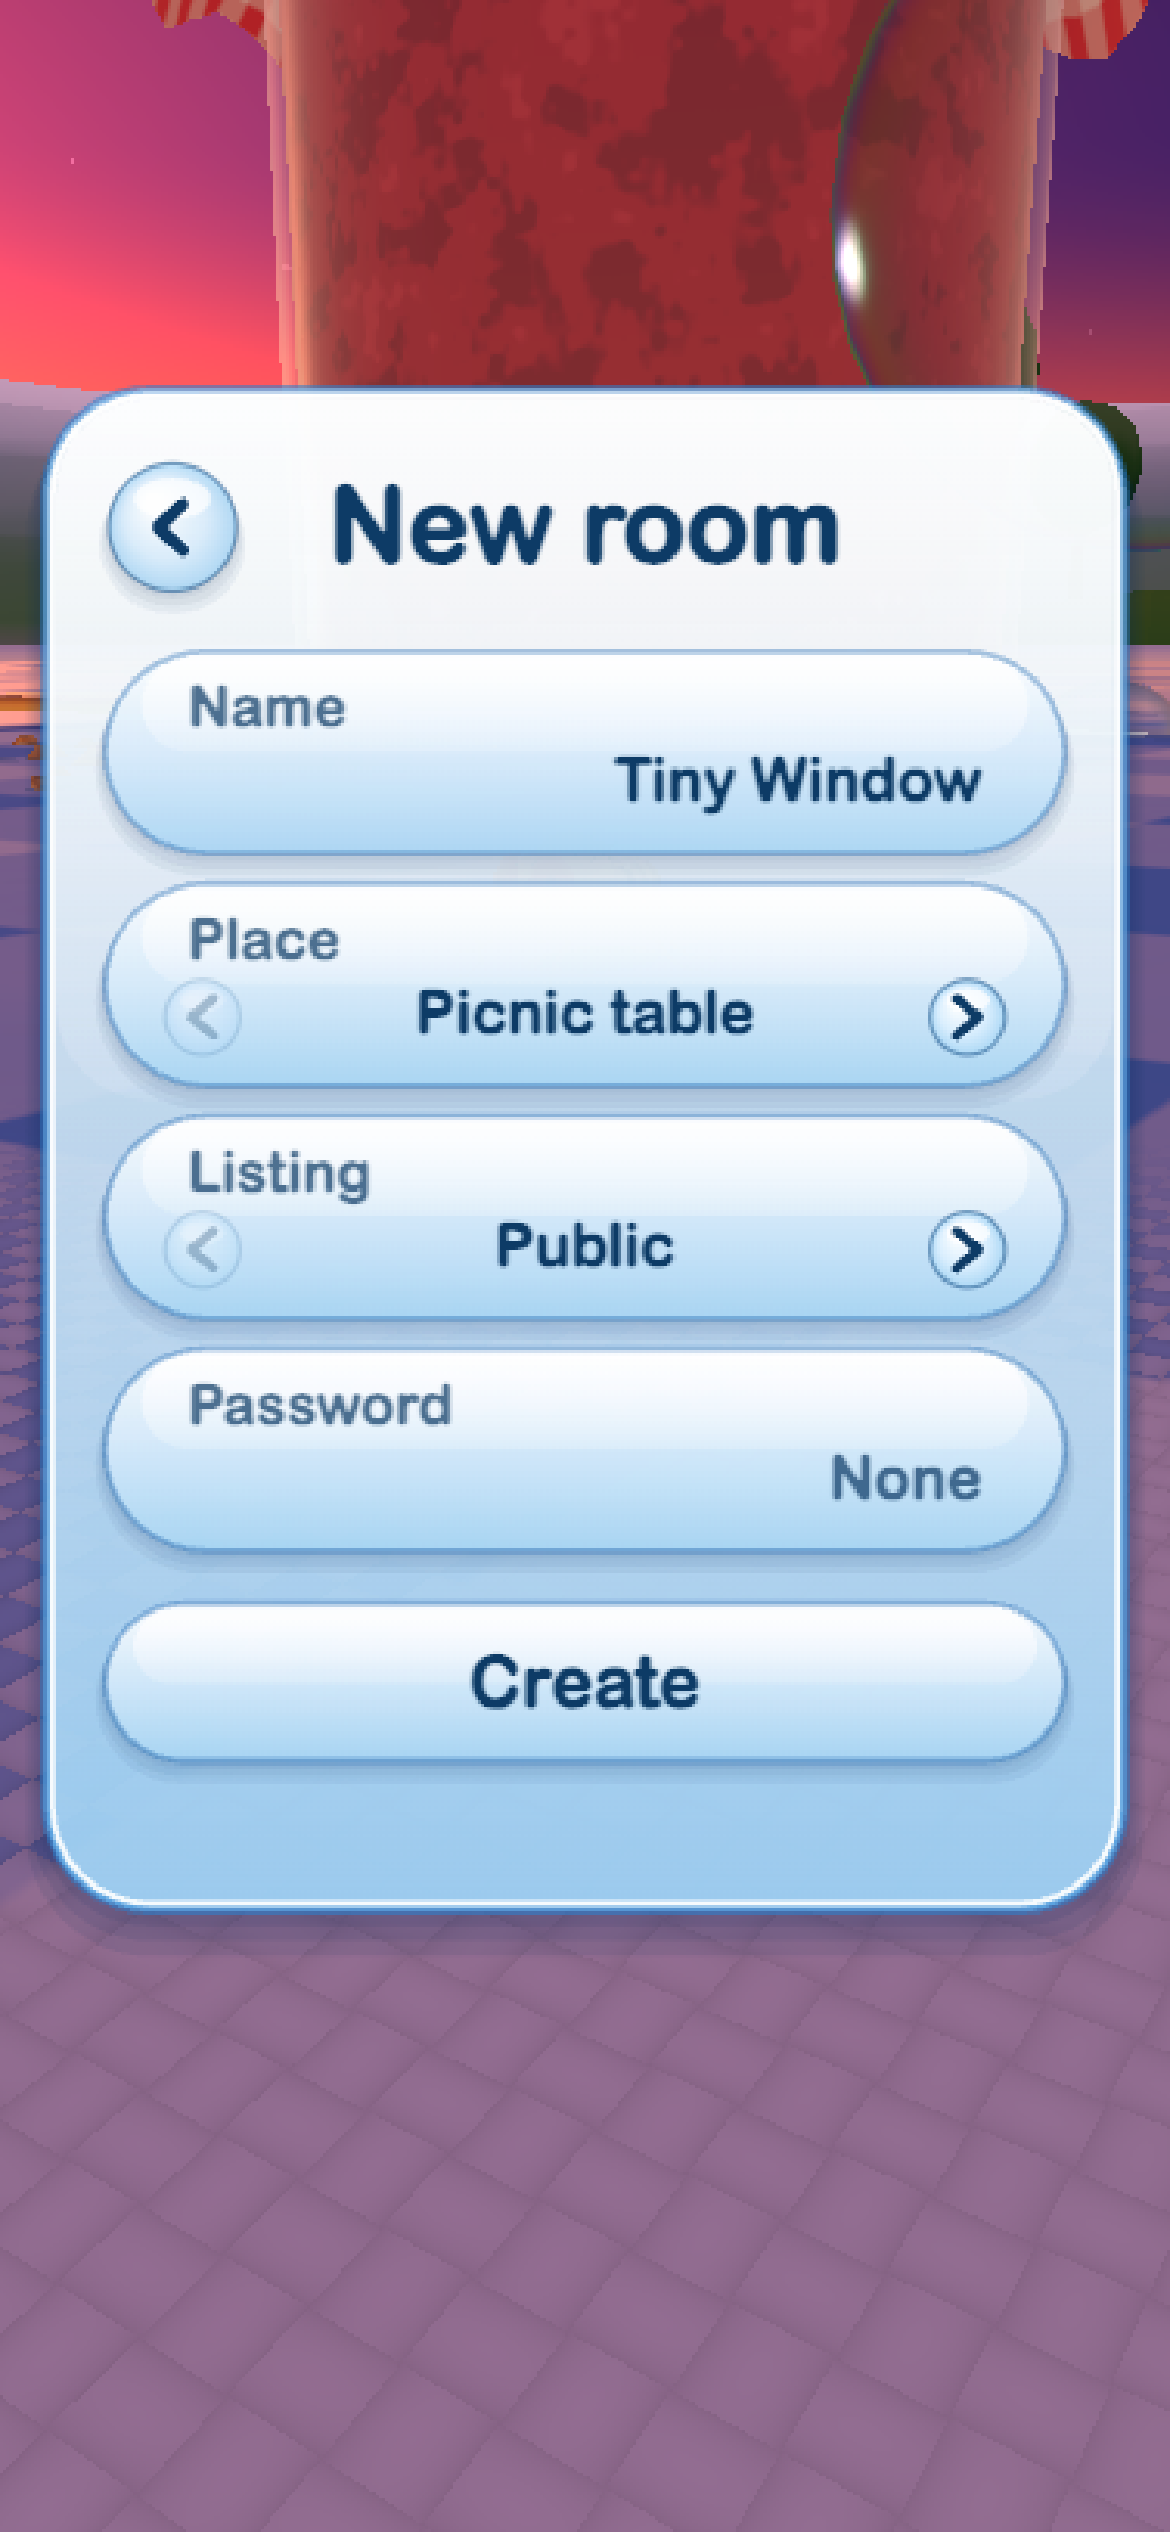 New room
Name
Tiny Window
Place
Picnic table
Listing
Public
Password
None
Create